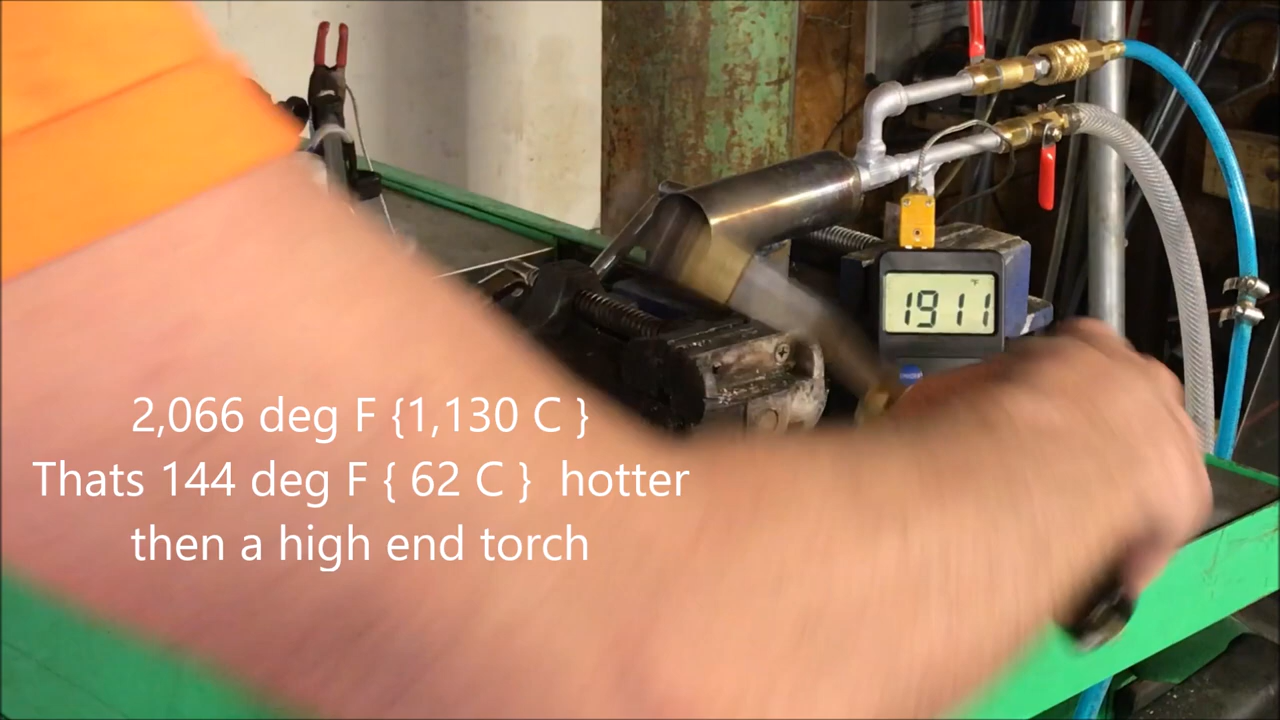 °F
1911
2,066 deg F {1,130 C }
Thats 144 deg F { 62 C } hotter
then a high end torch